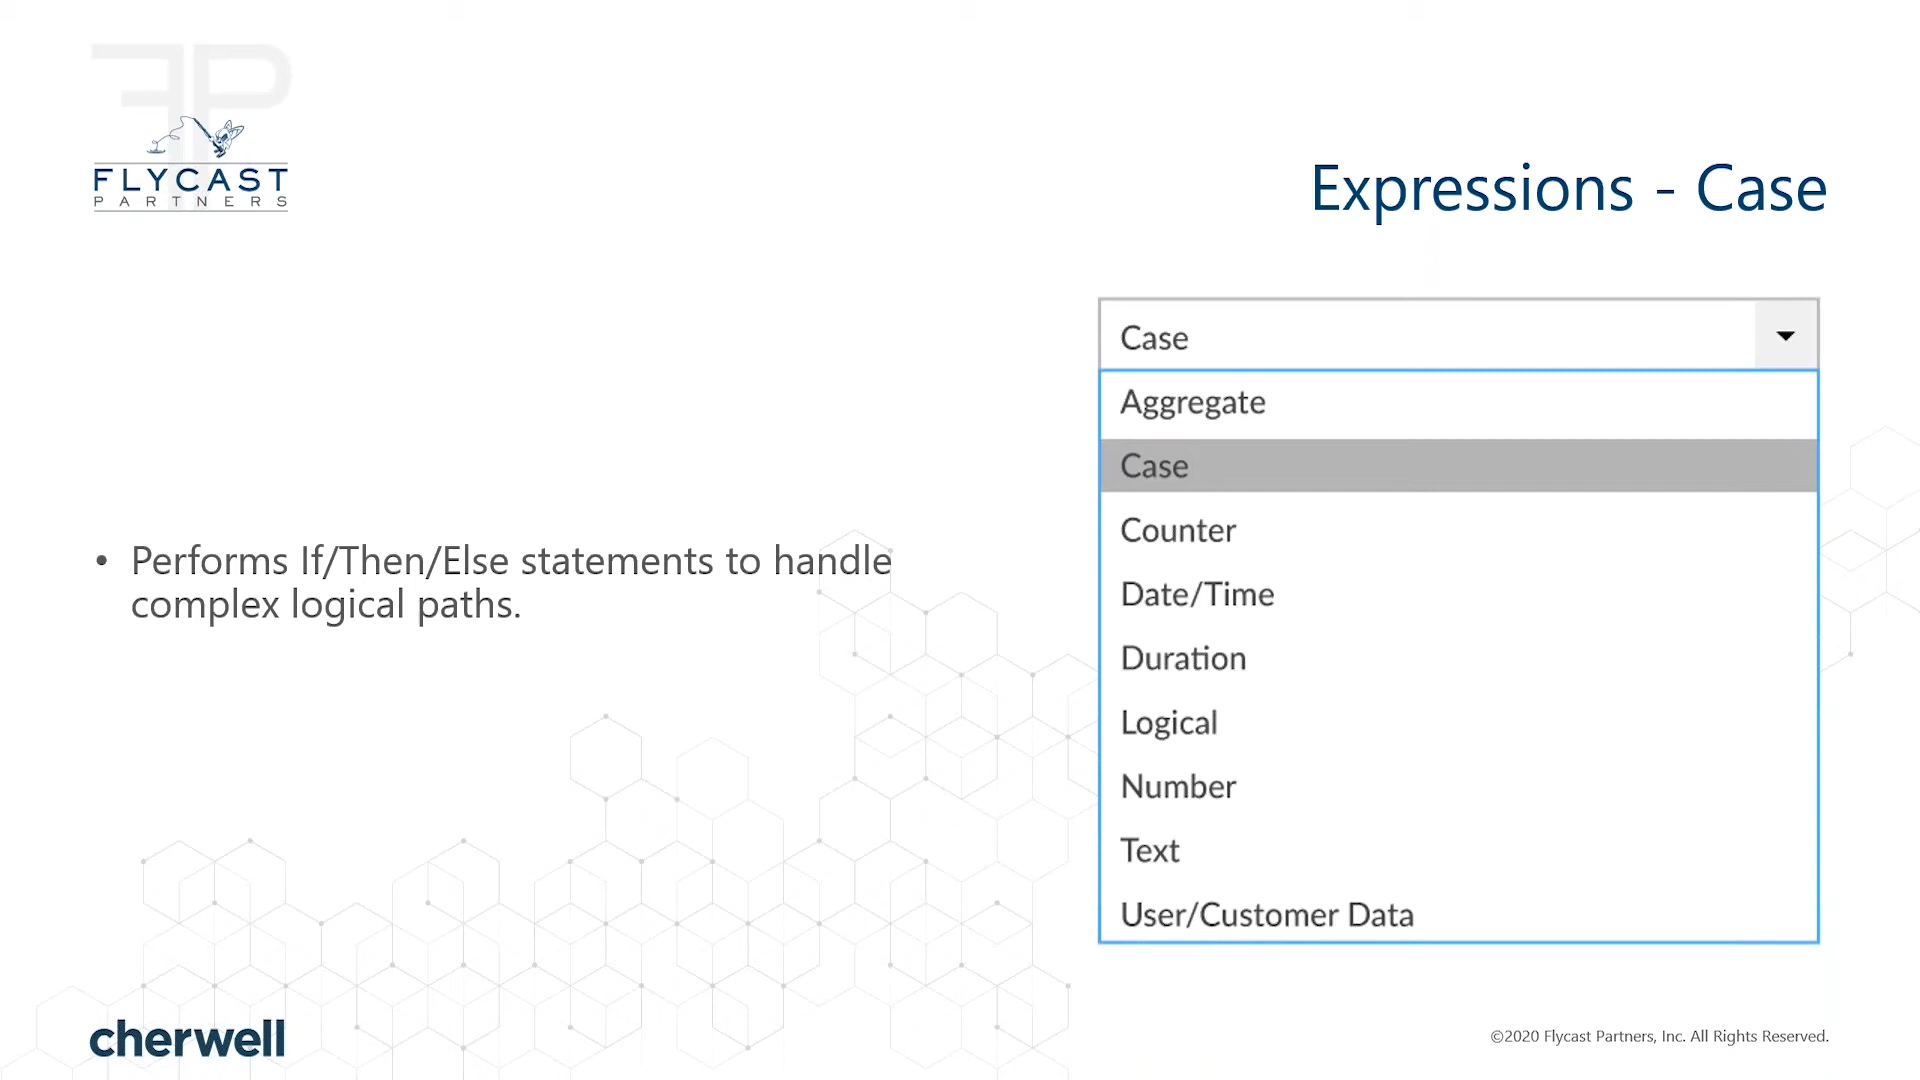 FP
FLYCAST
PARTNERS
Expressions - Case
• Performs If/Then/Else statements to handle
complex logical paths.
Case
Aggregate
Case
Counter
Date/Time
Duration
Logical
Number
Text
User/Customer Data
cherwell
©2020 Flycast Partners, Inc. All Rights Reserved.